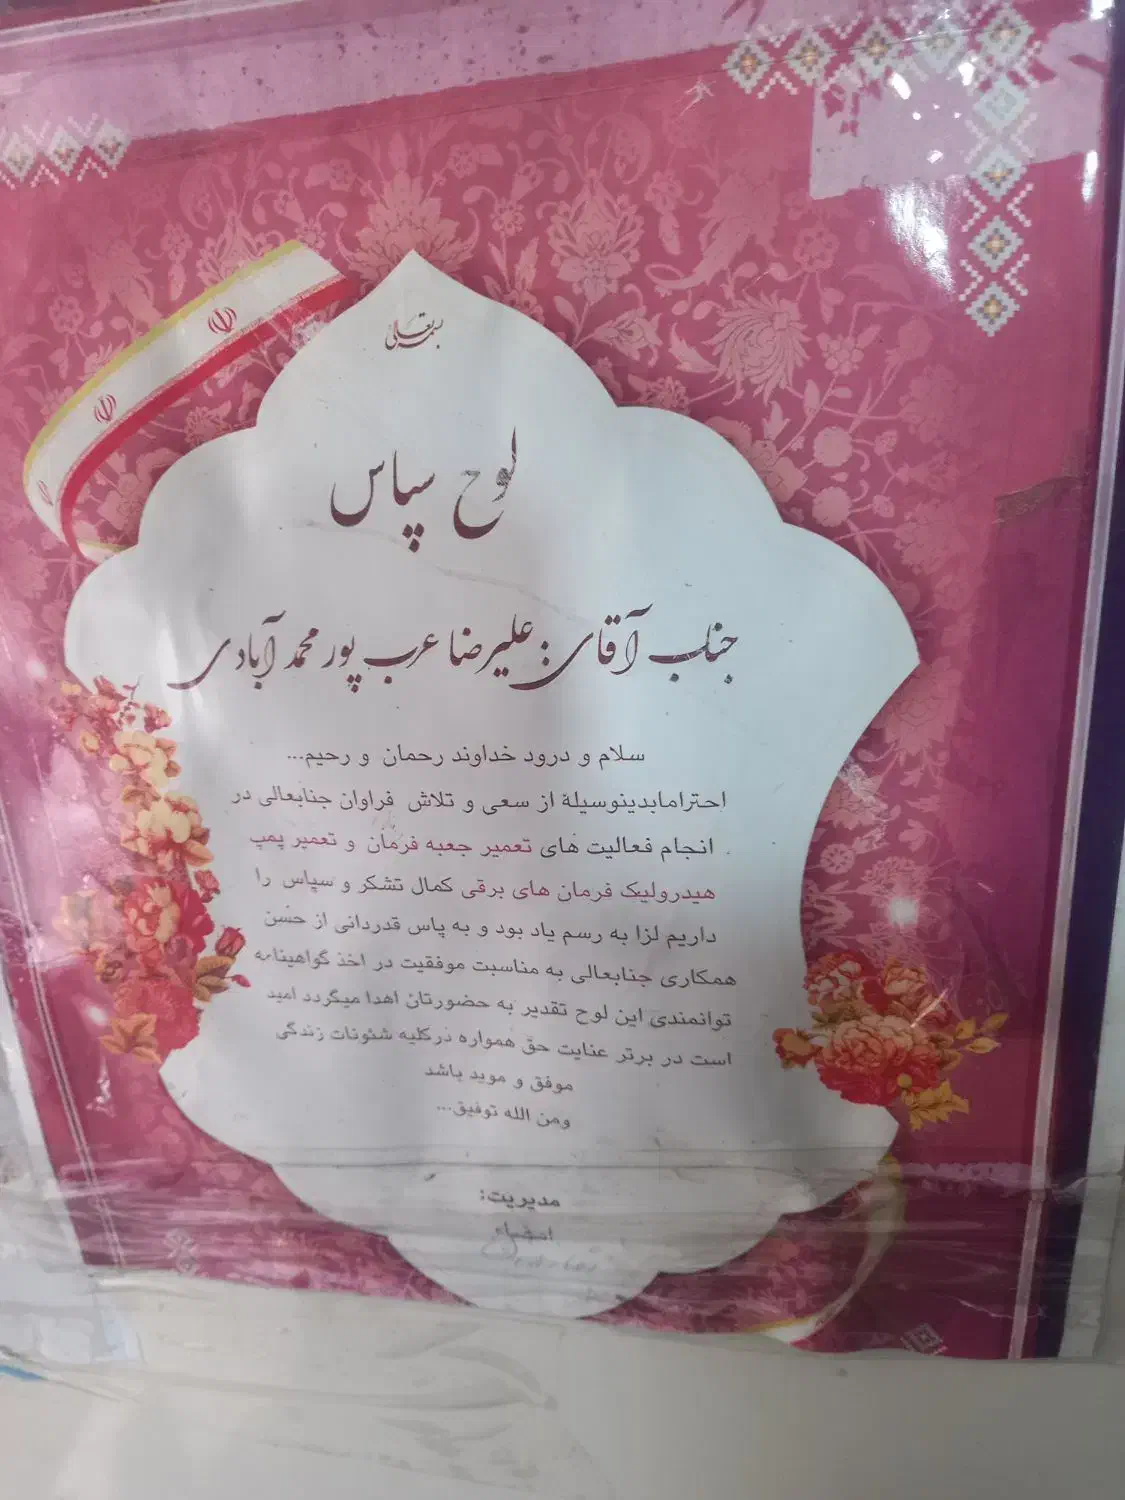 بسمه تعالی
لوح سپاس
جناب آقای: علیرضا عرب پور محمد آبادی
سلام و درود خداوند رحمان و رحیم...
احترامابدینوسیلة از سعی و تلاش فراوان جنابعالی در
انجام فعالیت های تعمیر جعبه فرمان و تعمیر پمپ
هیدرولیک فرمان های برقی کمال تشکر و سپاس را
داریم لزا به رسم یاد بود و به پاس قدردانی از حسن
همکاری جنابعالی به مناسبت موفقیت در اخذ گواهینامه
توانمندی این لوح تقدیر به حضورتان اهدا میگردد امید
است در برتر عنایت حق همواره درکلیه شئونات زندگی
موفق و موید باشد
ومن الله توفیق...
مدیریت:
امضاء